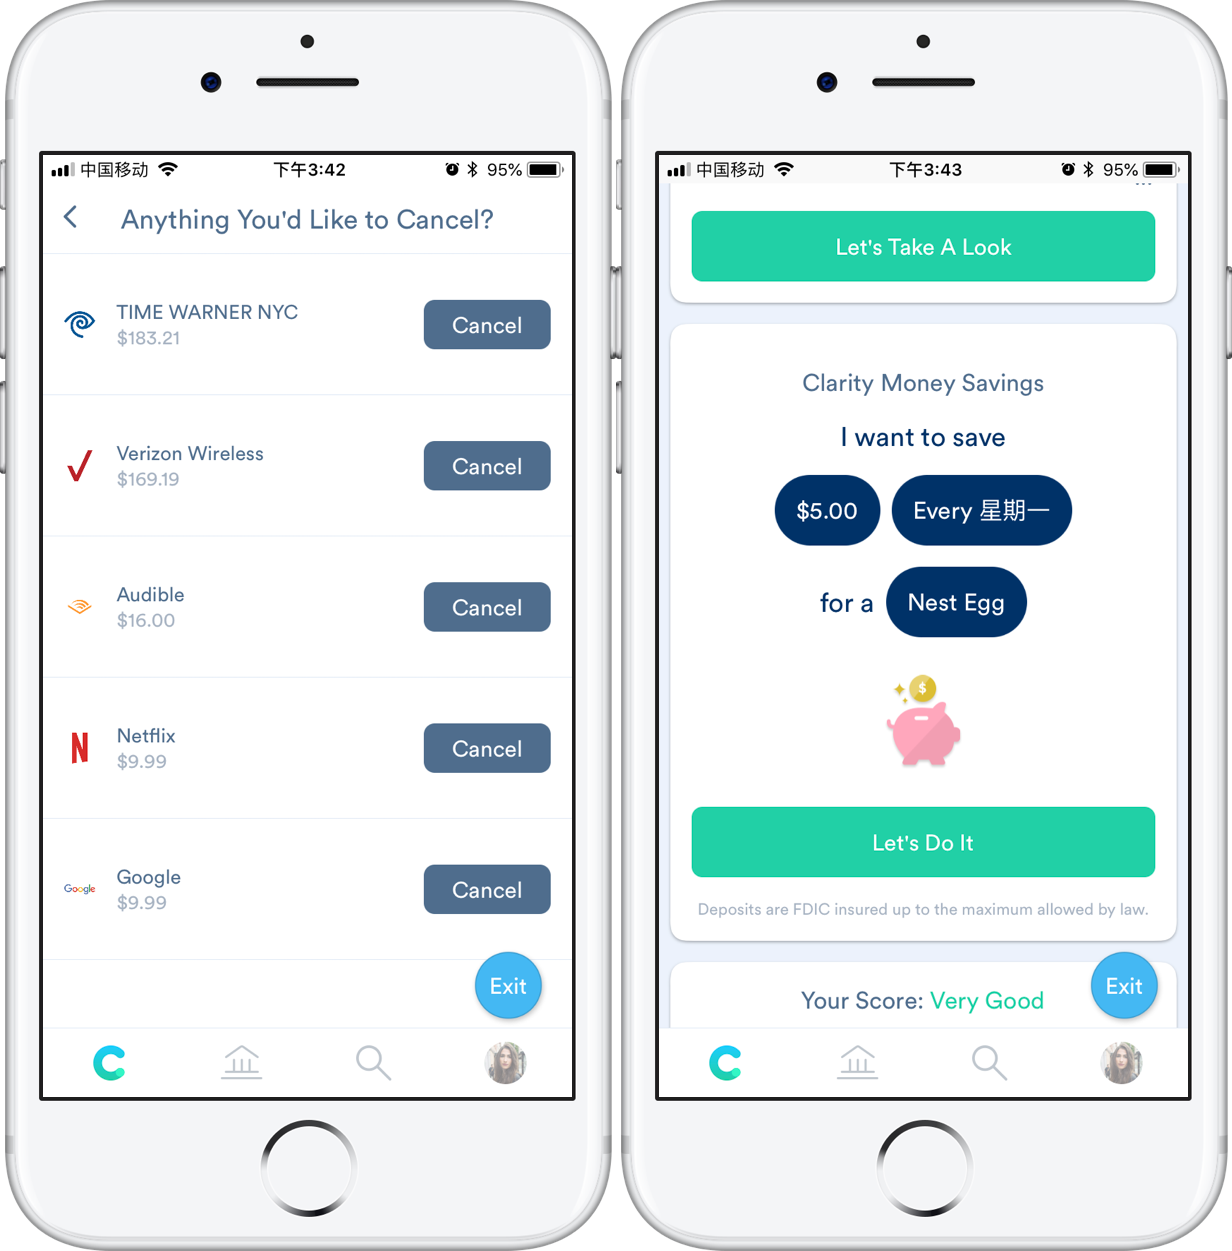 中国移动 下午3:42 95%
Anything You'd Like to Cancel?
TIME WARNER NYC
$183.21
Cancel
Verizon Wireless
$169.19
Cancel
Audible
$16.00
Cancel
Netflix
$9.99
Cancel
Google
Google
$9.99
Cancel
Exit
中国移动 下午3:43 95%
Let's Take A Look
Clarity Money Savings
I want to save
$5.00 Every 星期一
for a Nest Egg
Let's Do It
Deposits are FDIC insured up to the maximum allowed by law.
Your Score: Very Good
Exit